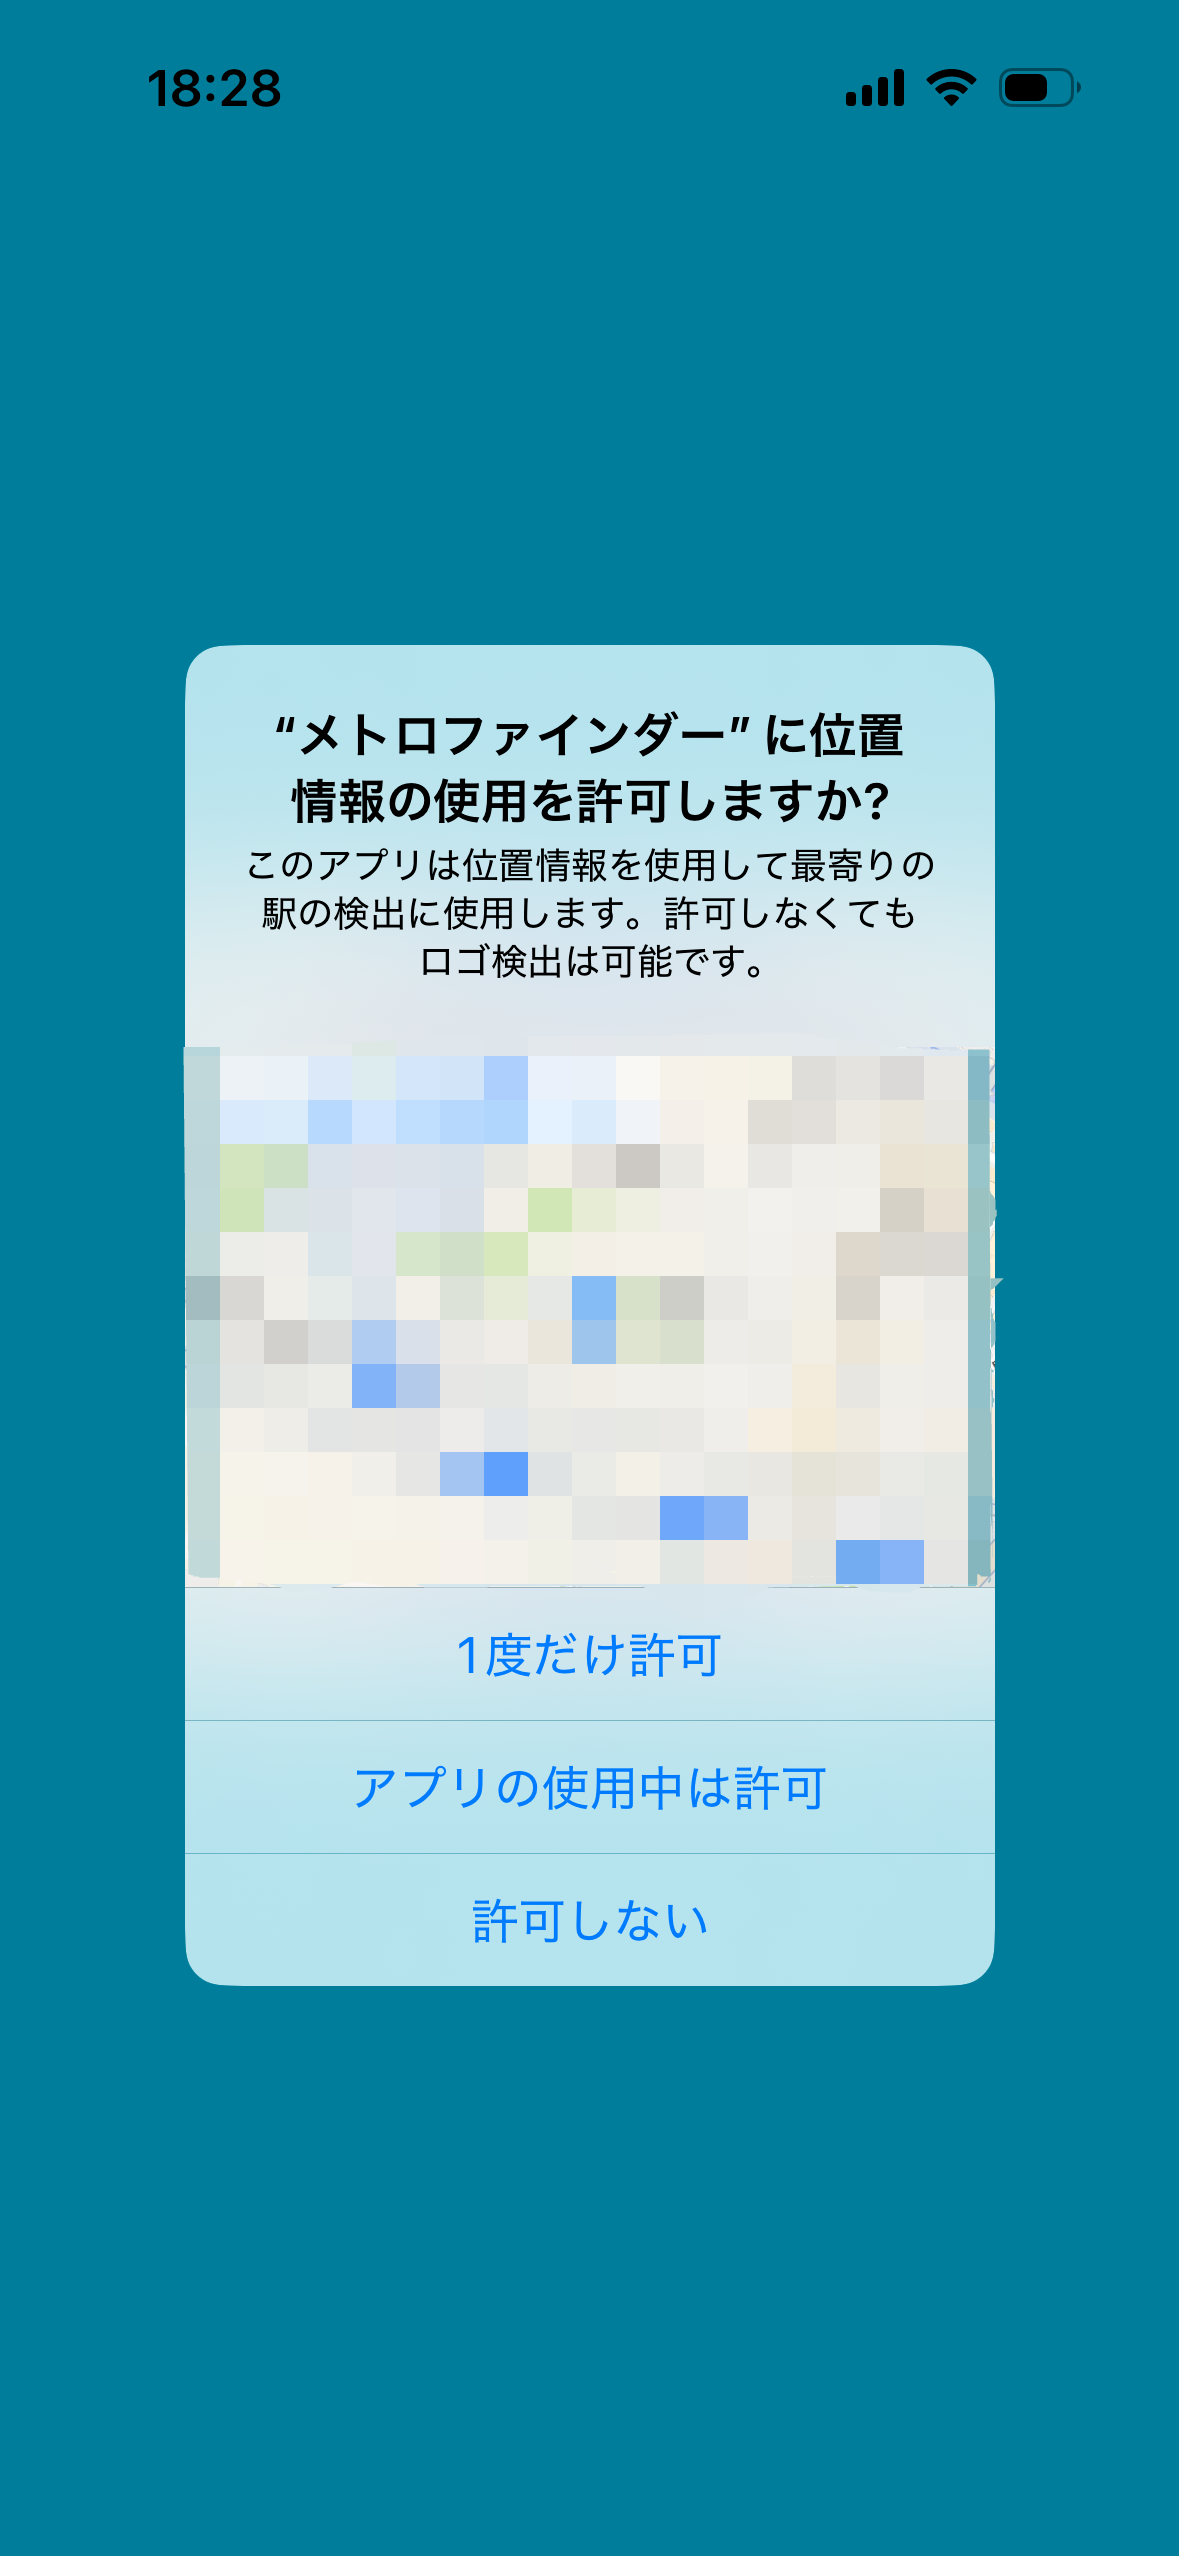 18:28
“メトロファインダー” に位置
情報の使用を許可しますか?
このアプリは位置情報を使用して最寄りの
駅の検出に使用します。許可しなくても
ロゴ検出は可能です。
1度だけ許可
アプリの使用中は許可
許可しない